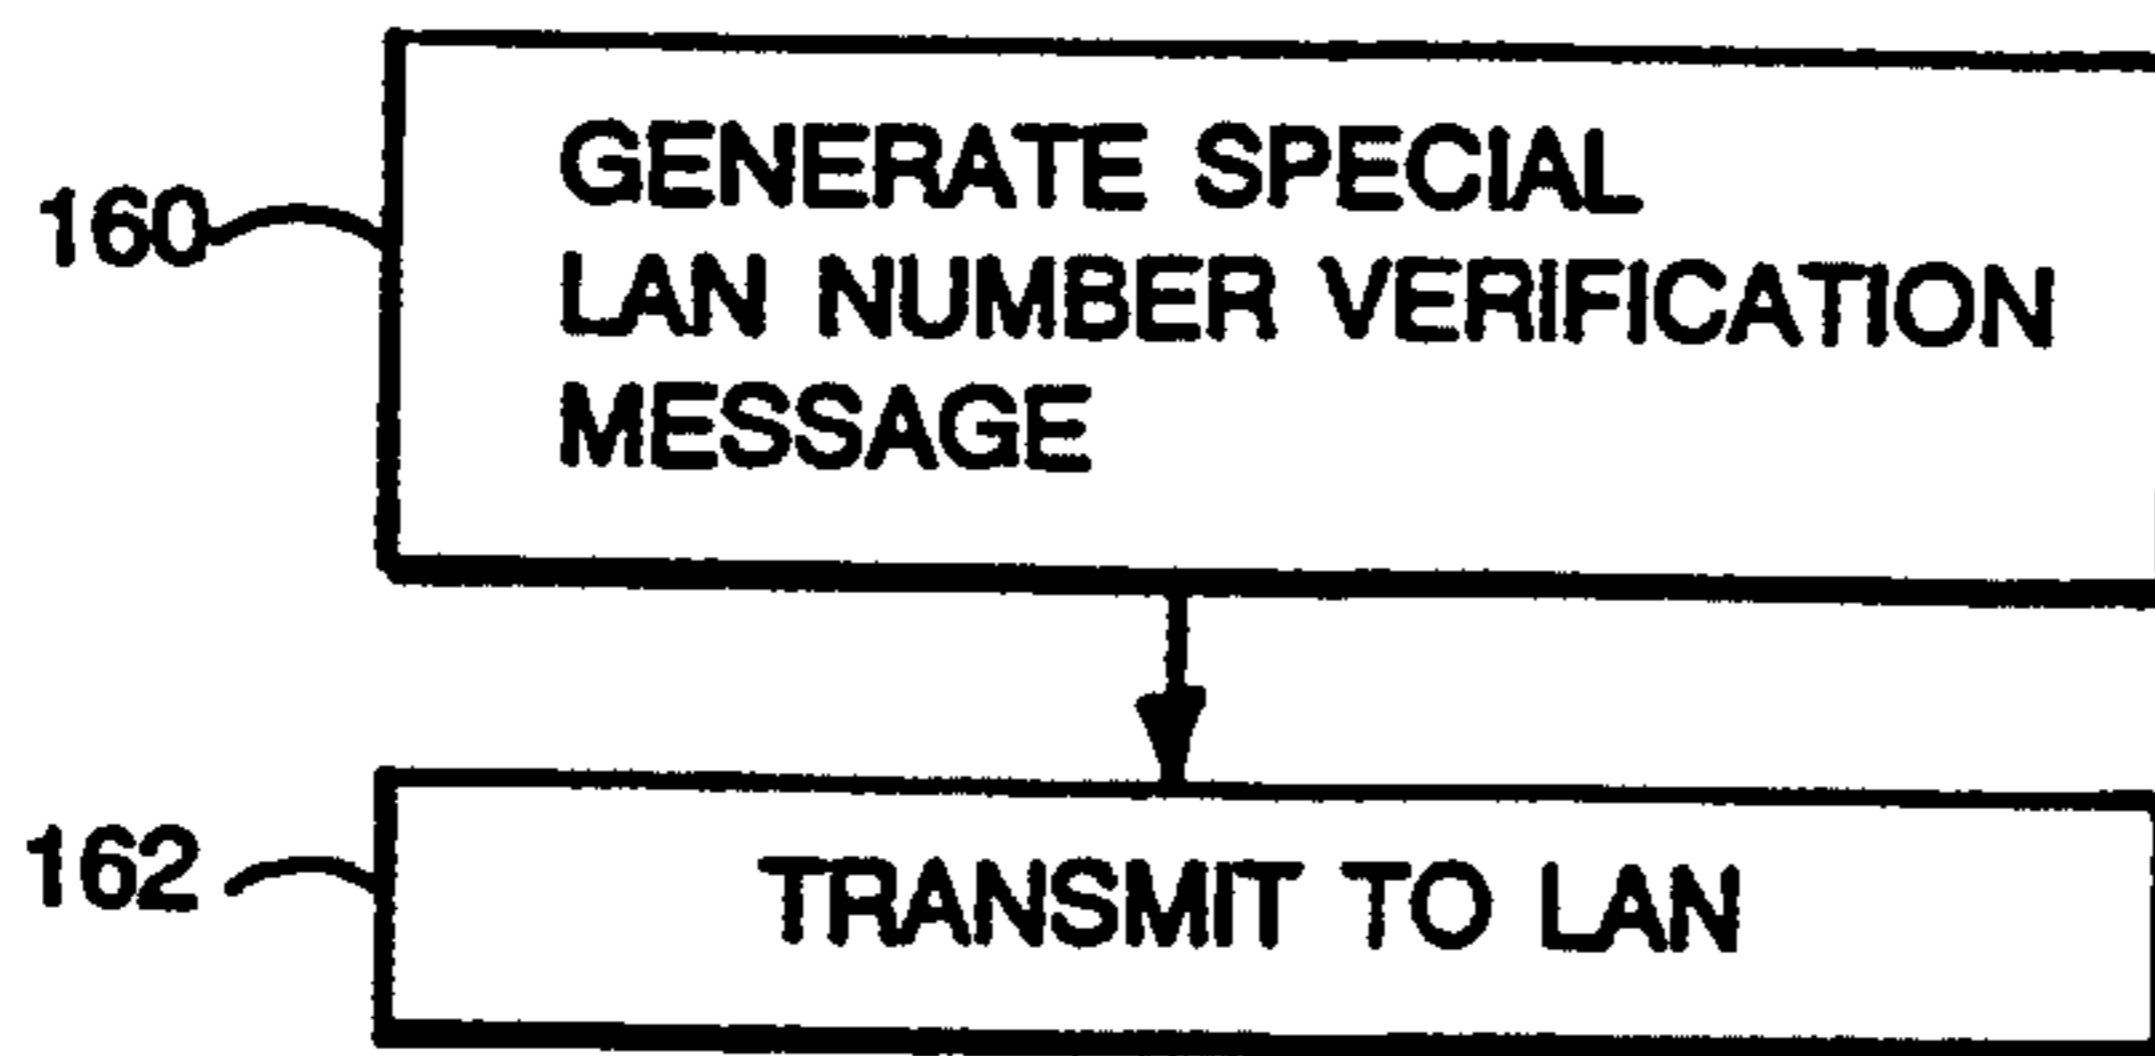 160
GENERATE SPECIAL
LAN NUMBER VERIFICATION
MESSAGE
162
TRANSMIT TO LAN